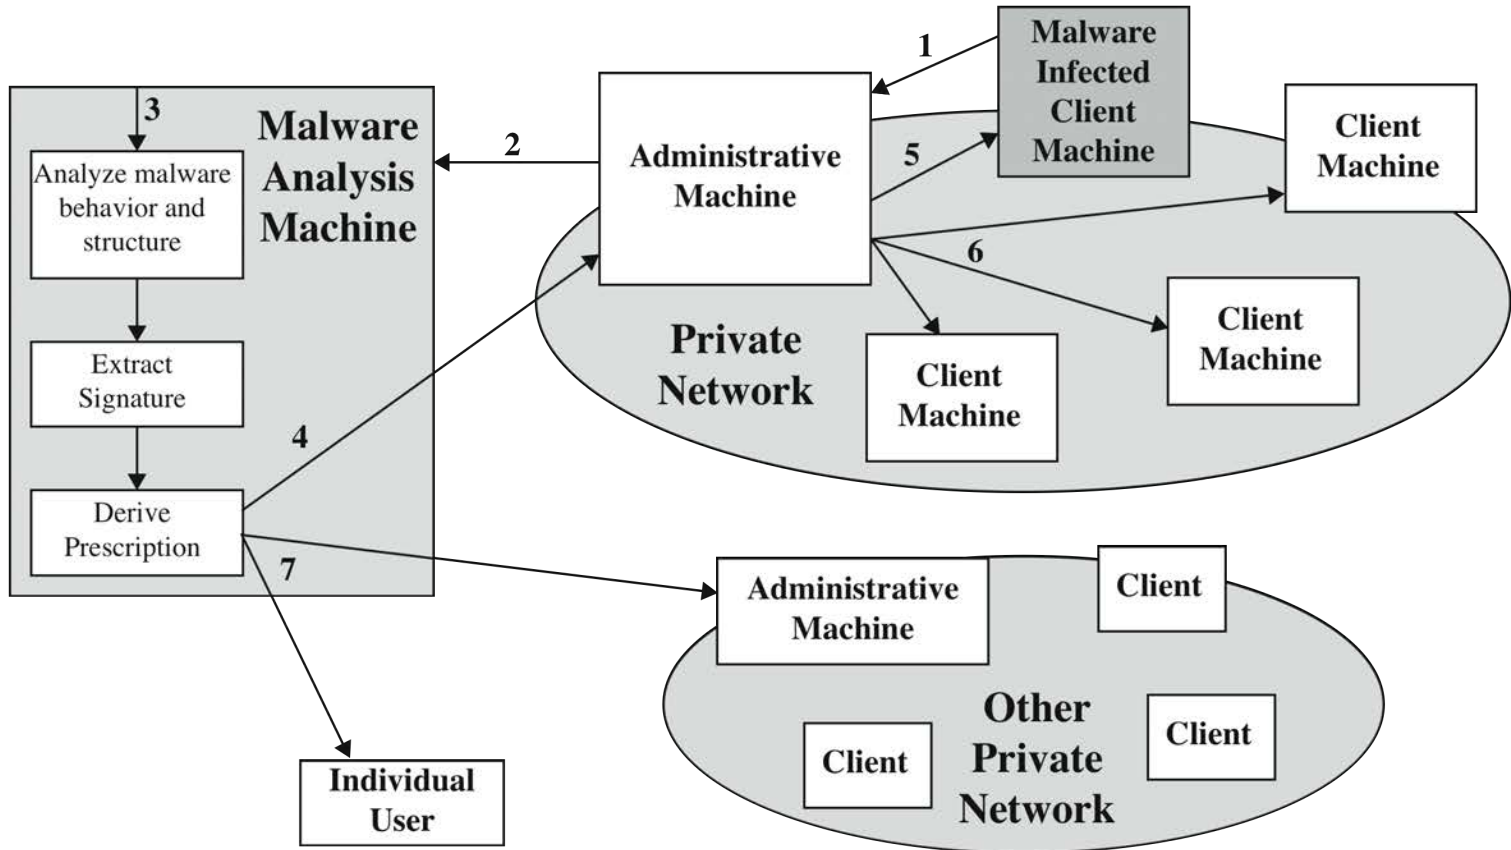 1
Malware
Infected
Client
Machine
3
Malware
Analysis
Machine
Analyze malware
behavior and
structure
2
Administrative
Machine
5
Client
Machine
6
Extract
Signature
Private
Network
Client
Machine
Client
Machine
4
Derive
Prescription
7
Administrative
Machine
Client
Other
Private
Network
Client
Client
Individual
User